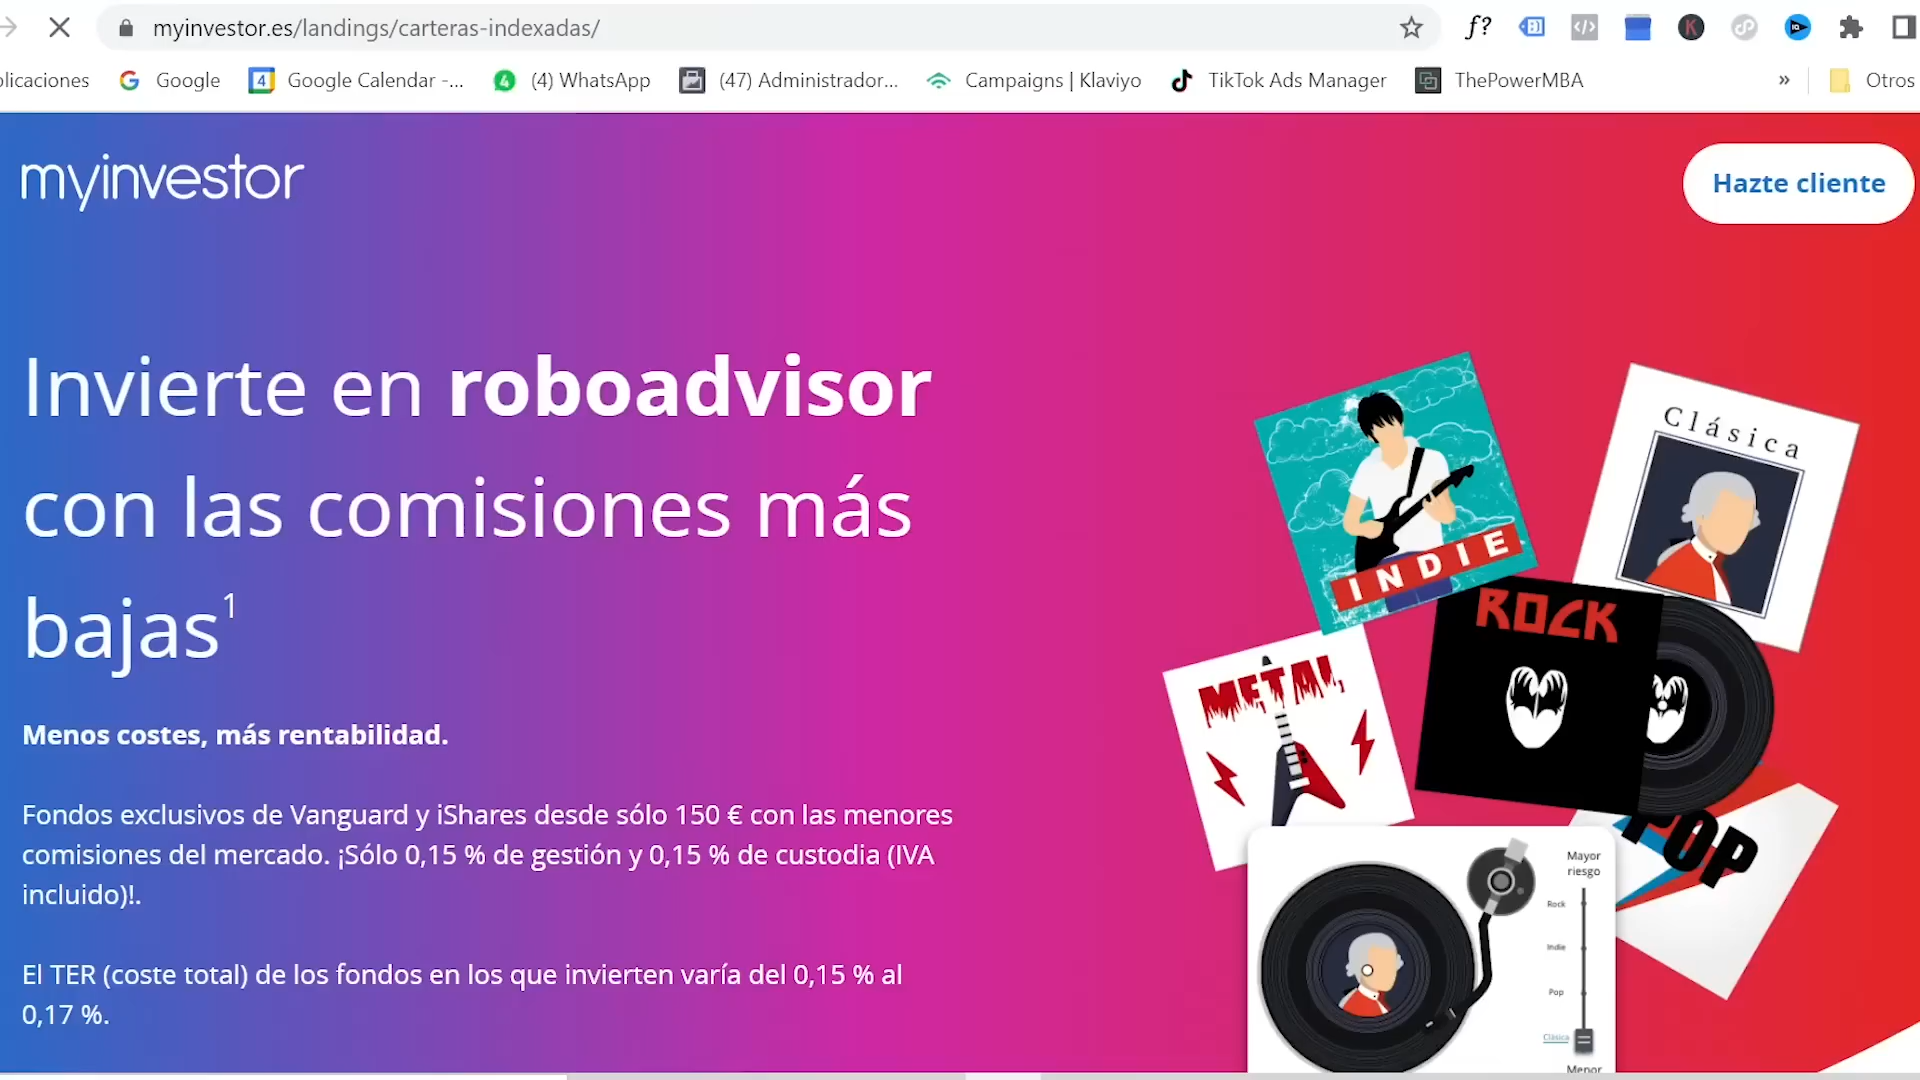 myinvestor.es/landings/carteras-indexadas/
f?
plicaciones
Google
4
Google Calendar -...
4
(4) WhatsApp
(47) Administrador...
Campaigns | Klaviyo
TikTok Ads Manager
ThePowerMBA
»
Otros
myinvestor
Hazte cliente
Invierte en roboadvisor
con las comisiones más
bajas¹
Menos costes, más rentabilidad.
Fondos exclusivos de Vanguard y iShares desde sólo 150 € con las menores
comisiones del mercado. ¡Sólo 0,15 % de gestión y 0,15 % de custodia (IVA
incluido)!.
El TER (coste total) de los fondos en los que invierten varía del 0,15 % al
0,17 %.
INDIE
Clásica
ROCK
METAL
POP
Mayor
riesgo
Rock
Indie
Pop
Clásica
Menor